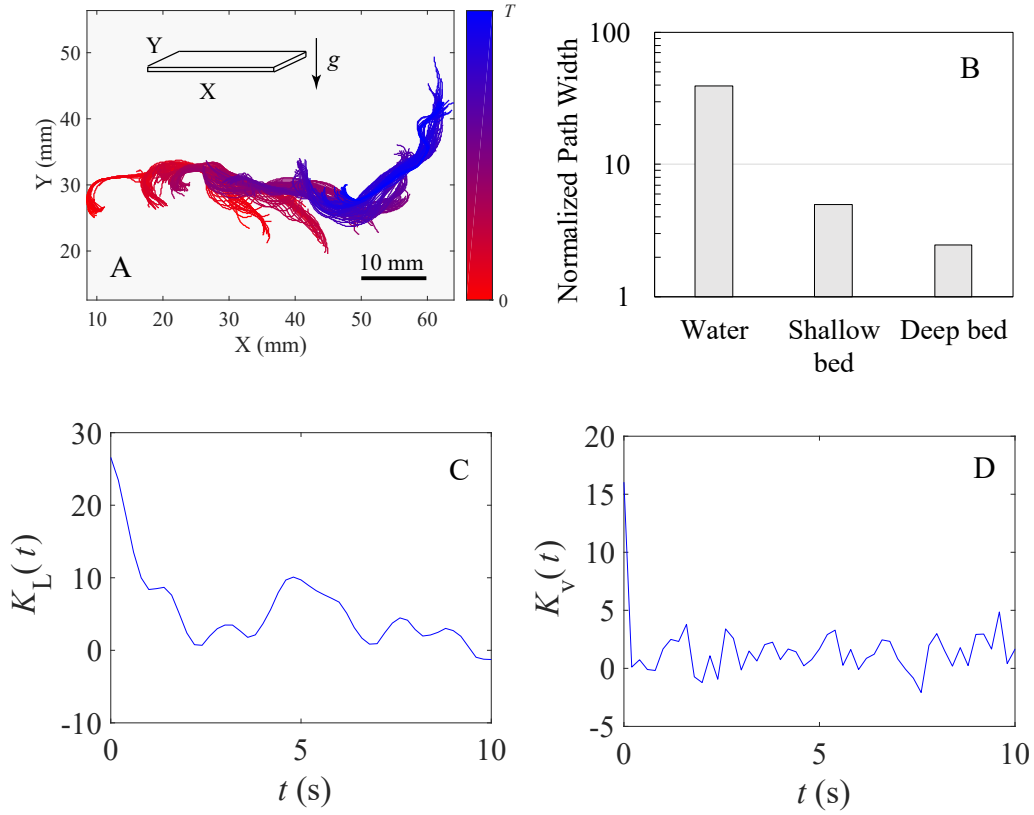 50
40
30
20
Y (mm)
Y
X
g
A
10 mm
10 20 30 40 50 60
X (mm)
T
0
100
10
1
Normalized Path Width
B
Water
Shallow
bed
Deep bed
30
20
10
0
-10
K_L(t)
C
0 5 10
t (s)
20
15
10
5
0
-5
K_v(t)
D
0 5 10
t (s)